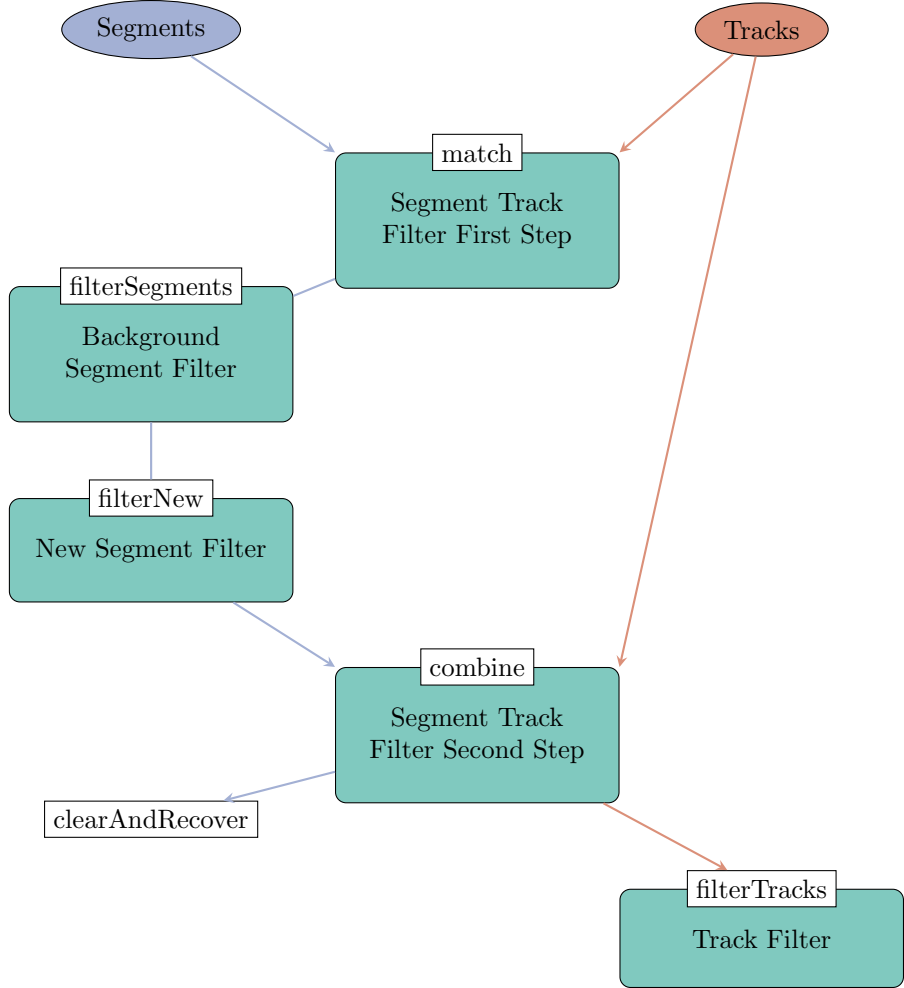 Segments
Tracks
match
Segment Track
Filter First Step
filterSegments
Background
Segment Filter
filterNew
New Segment Filter
combine
Segment Track
Filter Second Step
clearAndRecover
filterTracks
Track Filter